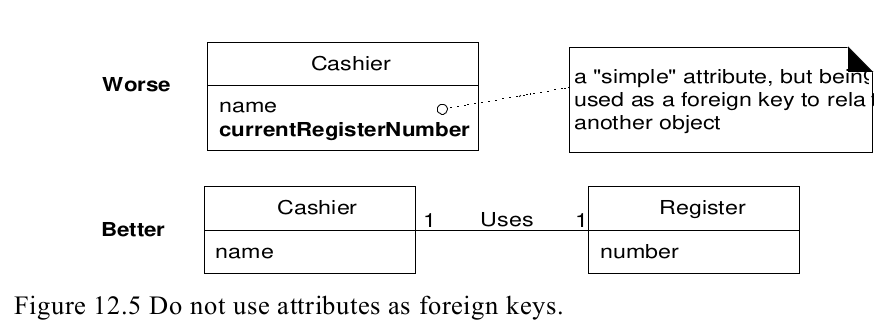 Worse
Cashier
name
currentRegisterNumber
a "simple" attribute, but being
used as a foreign key to rela
another object
Better
Cashier
name
1 Uses 1
Register
number
Figure 12.5 Do not use attributes as foreign keys.